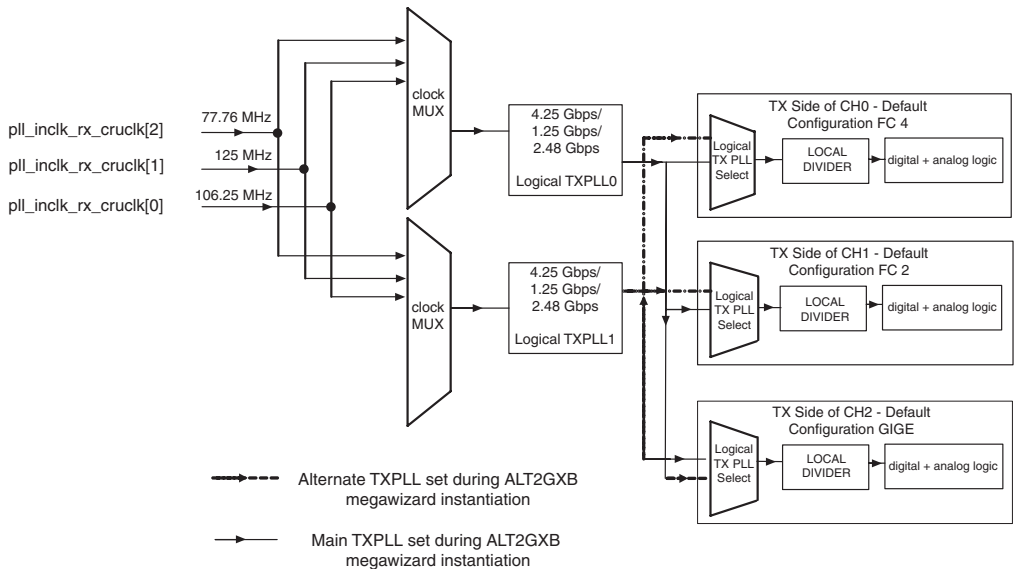 pll_inclk_rx_cruclk[2]
77.76 MHz
pll_inclk_rx_cruclk[1]
125 MHz
pll_inclk_rx_cruclk[0]
106.25 MHz
clock
MUX
4.25 Gbps/
1.25 Gbps/
2.48 Gbps
Logical TXPLL0
clock
MUX
4.25 Gbps/
1.25 Gbps/
2.48 Gbps
Logical TXPLL1
TX Side of CH0 - Default
Configuration FC 4
Logical
TX PLL
Select
LOCAL
DIVIDER
digital + analog logic
TX Side of CH1 - Default
Configuration FC 2
Logical
TX PLL
Select
LOCAL
DIVIDER
digital + analog logic
TX Side of CH2 - Default
Configuration GIGE
Logical
TX PLL
Select
LOCAL
DIVIDER
digital + analog logic
Alternate TXPLL set during ALT2GXB
megawizard instantiation
Main TXPLL set during ALT2GXB
megawizard instantiation